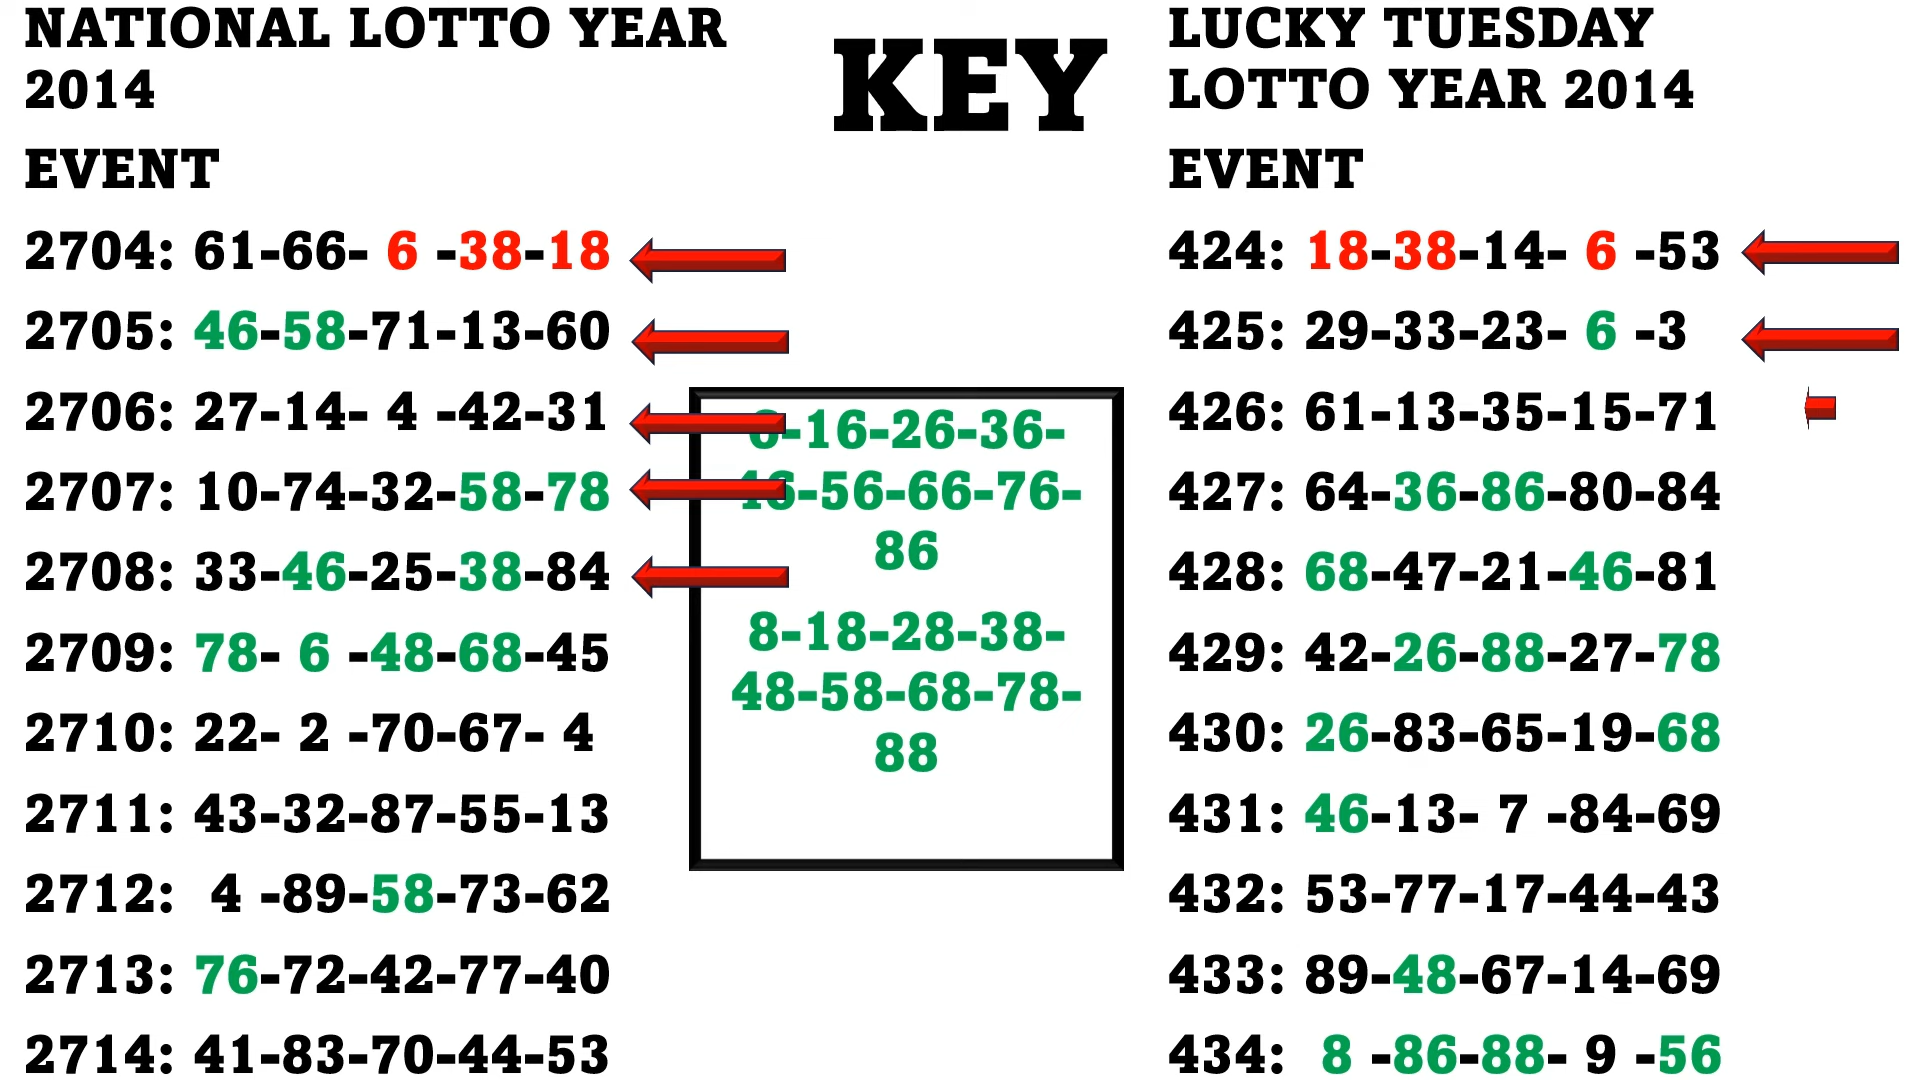 NATIONAL LOTTO YEAR
2014
EVENT
2704: 61-66- 6 -38-18
2705: 46-58-71-13-60
2706: 27-14- 4 -42-31
2707: 10-74-32-58-78
2708: 33-46-25-38-84
2709: 78- 6 -48-68-45
2710: 22- 2 -70-67- 4
2711: 43-32-87-55-13
2712: 4 -89-58-73-62
2713: 76-72-42-77-40
2714: 41-83-70-44-53
KEY
6-16-26-36-
46-56-66-76-
86
8-18-28-38-
48-58-68-78-
88
LUCKY TUESDAY
LOTTO YEAR 2014
EVENT
424: 18-38-14- 6 -53
425: 29-33-23- 6 -3
426: 61-13-35-15-71
427: 64-36-86-80-84
428: 68-47-21-46-81
429: 42-26-88-27-78
430: 26-83-65-19-68
431: 46-13- 7 -84-69
432: 53-77-17-44-43
433: 89-48-67-14-69
434: 8 -86-88- 9 -56